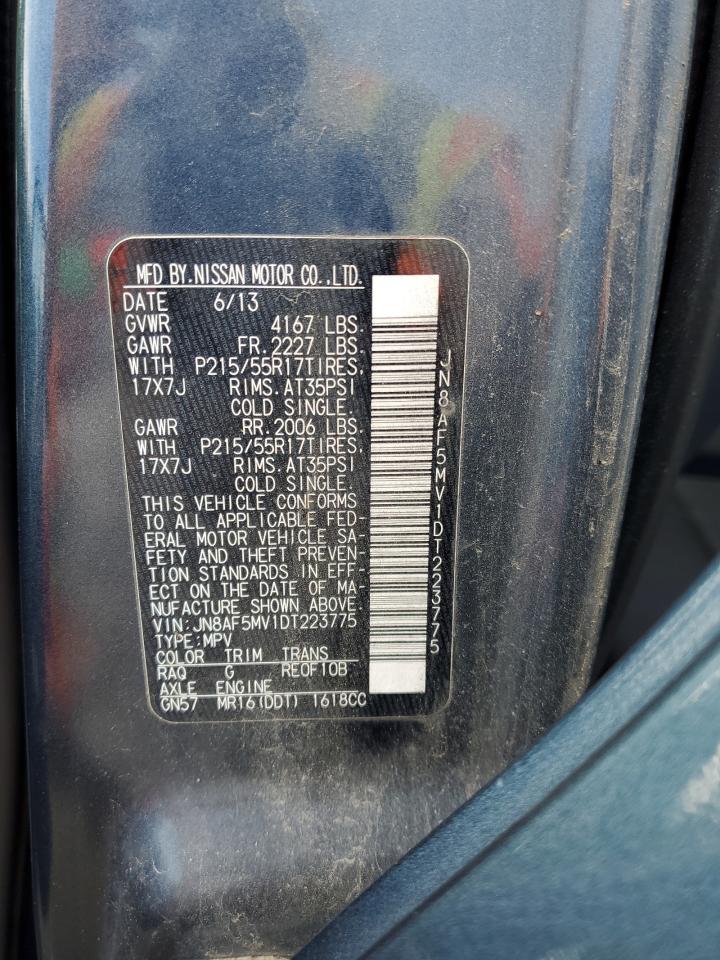 MFD BY.NISSAN MOTOR CO.,LTD.
DATE 6/13
GVWR 4167 LBS.
GAWR FR.2227 LBS.
WITH P215/55R17TIRES,
17X7J RIMS.AT35PSI
COLD SINGLE.
GAWR RR.2006 LBS.
WITH P215/55R17TIRES,
17X7J RIMS.AT35PSI
COLD SINGLE.
THIS VEHICLE CONFORMS
TO ALL APPLICABLE FED-
ERAL MOTOR VEHICLE SA-
FETY AND THEFT PREVEN-
TION STANDARDS IN EFF-
ECT ON THE DATE OF MA-
NUFACTURE SHOWN ABOVE.
VIN:JN8AF5MV1DT223775
TYPE:MPV
COLOR TRIM TRANS
RAQ G RE0F10B
AXLE ENGINE
GN57 MR16(DDT) 1618CC
JN8AF5MV1DT223775